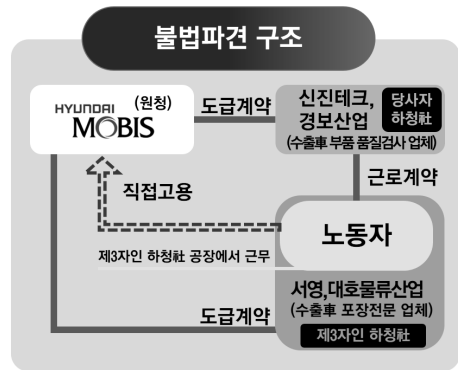 불법파견 구조
HYUNDAI (원청)
MOBIS
도급계약
신진테크,
경보산업
당사자
하청社
(수출車 부품 품질검사 업체)
직접고용
근로계약
노동자
제3자인 하청社 공장에서 근무
서영,대호물류산업
(수출車 포장전문 업체)
도급계약
제3자인 하청社